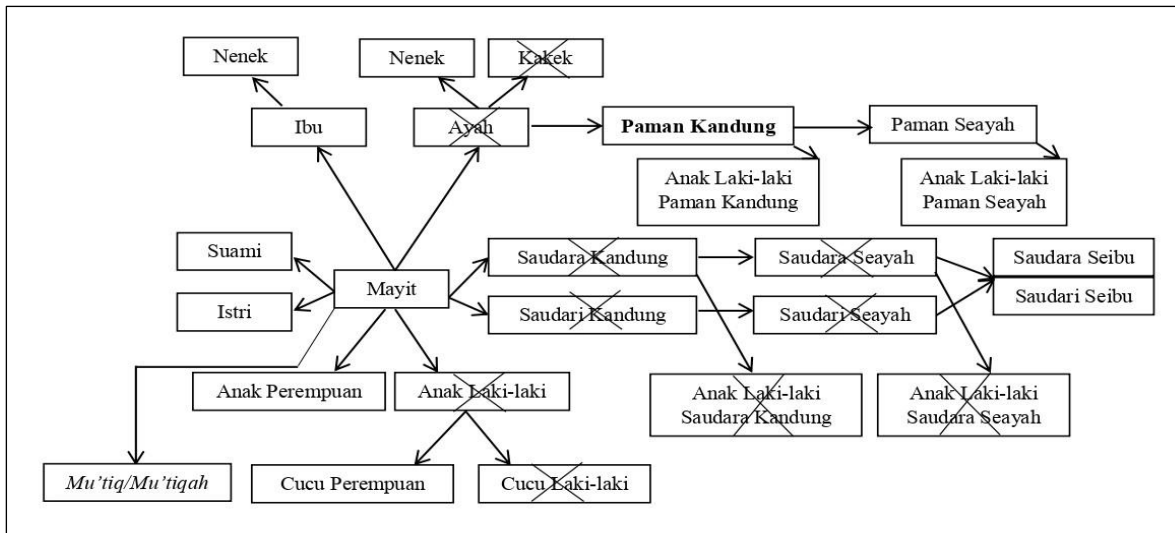 Nenek
Nenek
Kakek
Ibu
Ayah
Paman Kandung
Paman Seayah
Anak Laki-laki
Paman Kandung
Anak Laki-laki
Paman Seayah
Suami
Saudara Kandung
Saudara Seayah
Saudara Seibu
Mayit
Istri
Saudari Kandung
Saudari Seayah
Saudari Seibu
Anak Perempuan
Anak Laki-laki
Anak Laki-laki
Saudara Kandung
Anak Laki-laki
Saudara Seayah
Mu’tiq/Mu’tiqah
Cucu Perempuan
Cucu Laki-laki